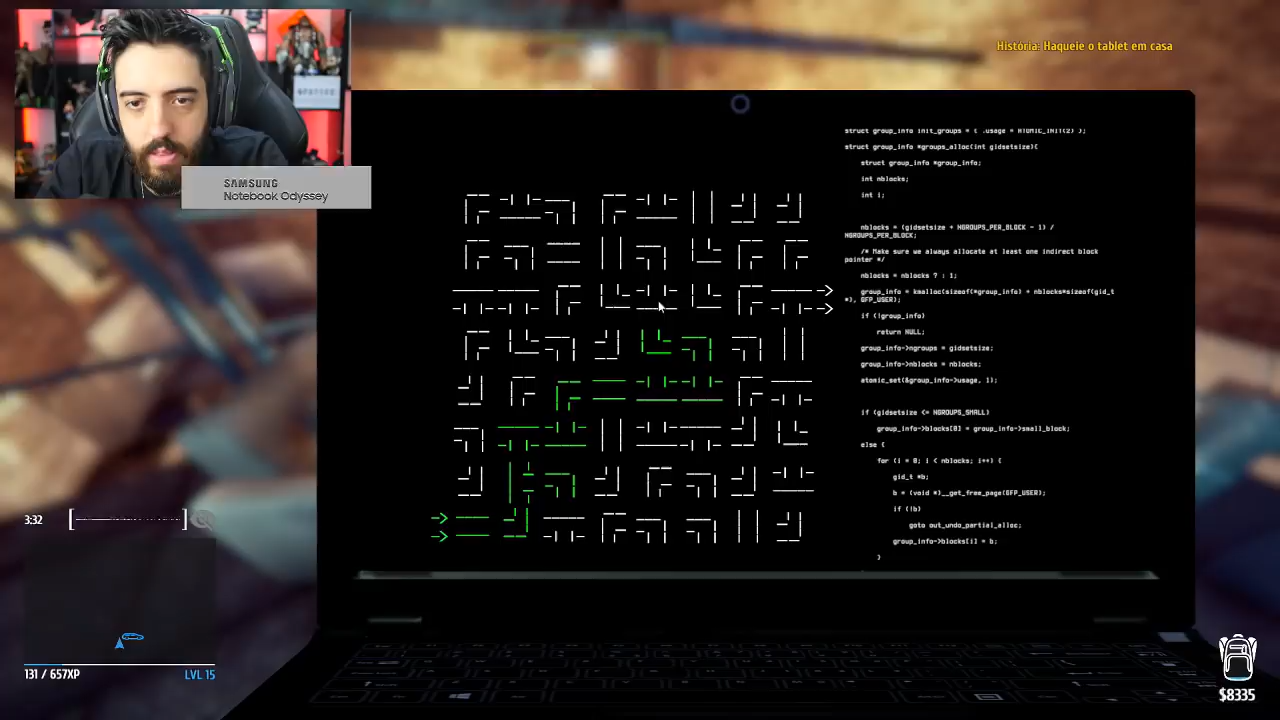 História: Haqueie o tablet em casa
SAMSUNG
Notebook Odyssey
struct group_info init_groups = { .usage = ATOMIC_INIT(2) };
struct group_info *groups_alloc(int gidsetsize){
struct group_info *group_info;
int nblocks;
int i;
nblocks = (gidsetsize + NGROUPS_PER_BLOCK - 1) /
NGROUPS_PER_BLOCK;
/* Make sure we always allocate at least one indirect block
pointer */
nblocks = nblocks ? : 1;
group_info = kmalloc(sizeof(*group_info) + nblocks*sizeof(gid_t
*), GFP_USER);
if (!group_info)
return NULL;
group_info->ngroups = gidsetsize;
group_info->nblocks = nblocks;
atomic_set(&group_info->usage, 1);
if (gidsetsize <= NGROUPS_SMALL)
group_info->blocks[0] = group_info->small_block;
else {
for (i = 0; i < nblocks; i++) {
gid_t *b;
b = (void *)__get_free_page(GFP_USER);
if (!b)
goto out_undo_partial_alloc;
group_info->blocks[i] = b;
}
3:32
131 / 657XP
LVL 15
$8335